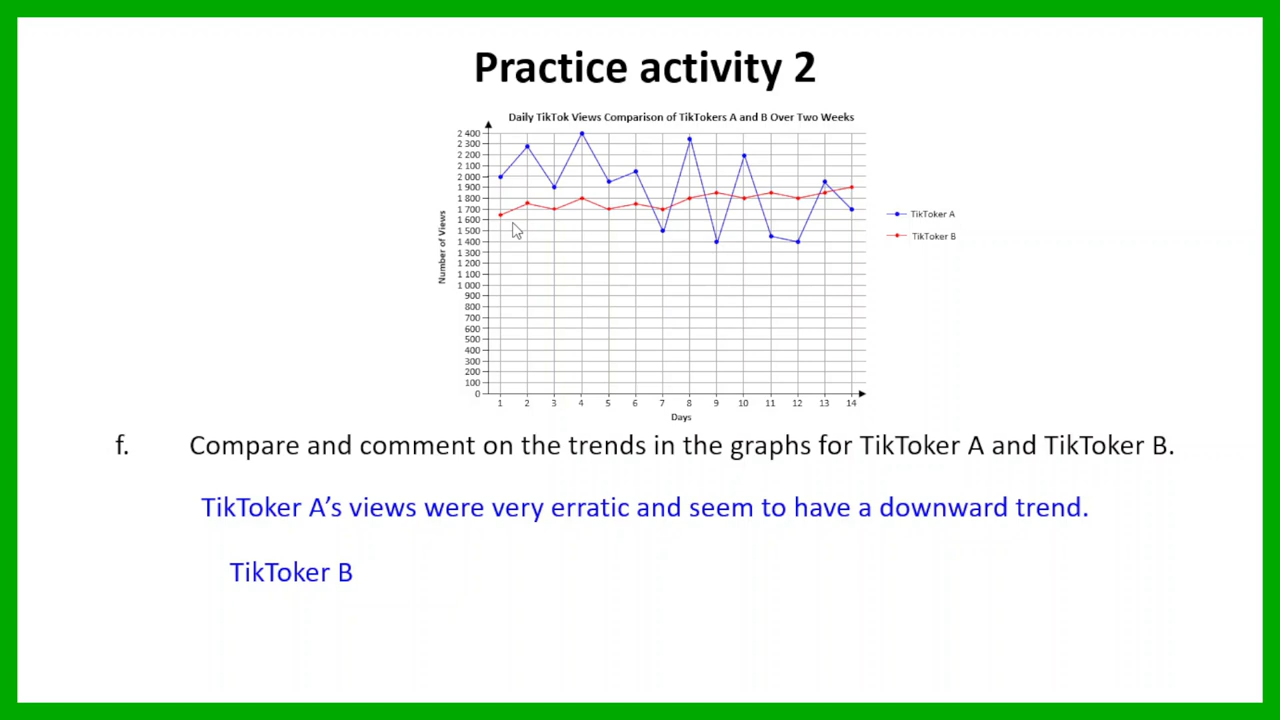 Practice activity 2
Daily TikTok Views Comparison of TikTokers A and B Over Two Weeks
2 400
2 300
2 100
2 100
2 000
1 900
1 800
1 700
1 600
1 500
1 400
1 300
1 200
1 100
1 000
900
800
700
600
500
400
300
200
100
0
Number of Views
1 2 3 4 5 6 7 8 9 10 11 12 13 14
Days
TikToker A
TikToker B
f. Compare and comment on the trends in the graphs for TikToker A and TikToker B.
TikToker A’s views were very erratic and seem to have a downward trend.
TikToker B